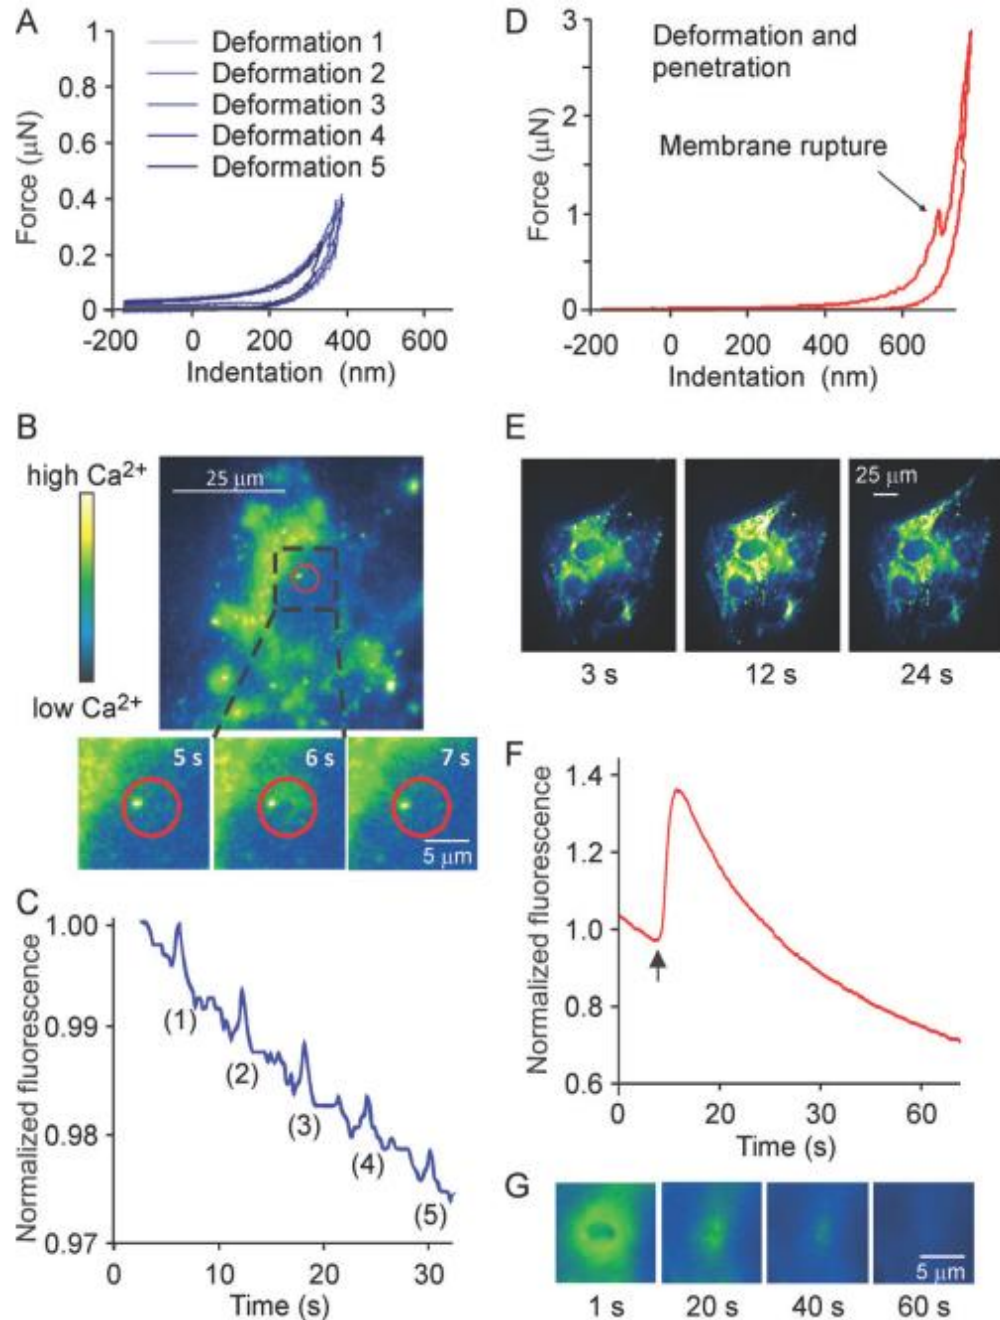 A
1
0.8
0.6
0.4
0.2
0
Force (μN)
Deformation 1
Deformation 2
Deformation 3
Deformation 4
Deformation 5
-200 0 200 400 600
Indentation (nm)
D
3
2
1
0
Force (μN)
Deformation and
penetration
Membrane rupture
-200 0 200 400 600
Indentation (nm)
B
high Ca2+
low Ca2+
25 μm
5 s
6 s
7 s
5 μm
E
25 μm
3 s 12 s 24 s
C
1.00
0.99
0.98
0.97
Normalized fluorescence
(1)
(2)
(3)
(4)
(5)
0 10 20 30
Time (s)
F
1.4
1.2
1.0
0.8
0.6
Normalized fluorescence
0 20 30 60
Time (s)
G
5 μm
1 s 20 s 40 s 60 s